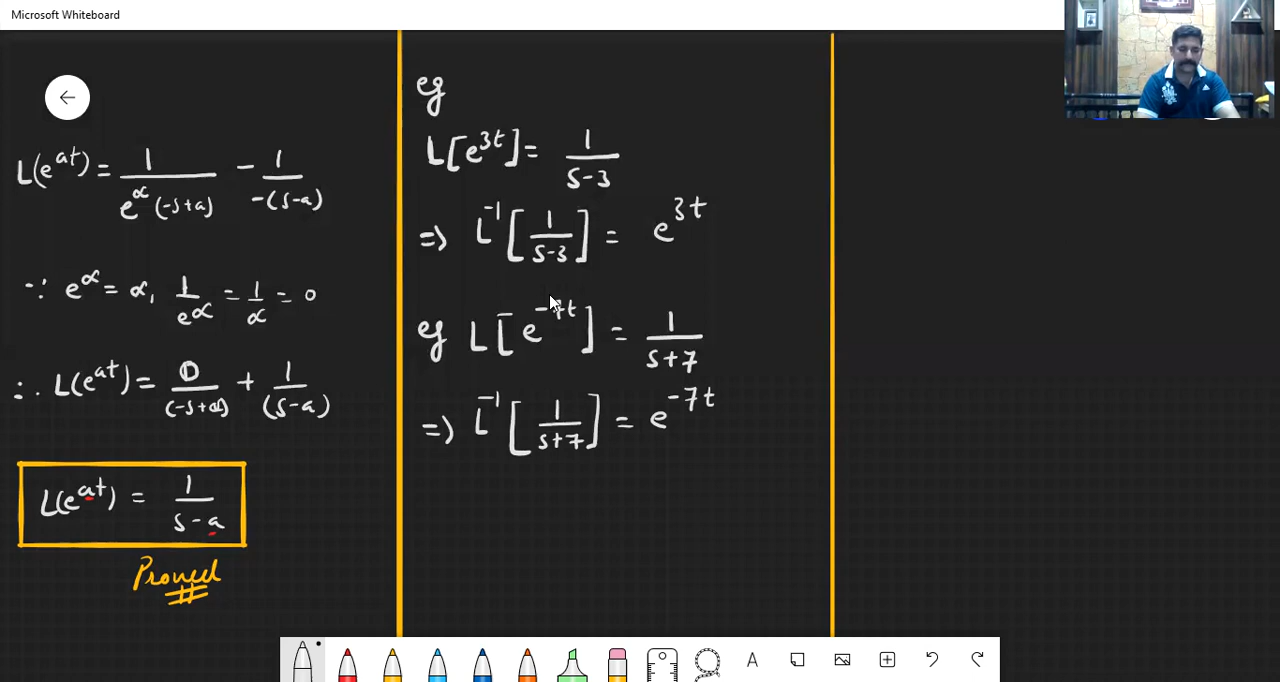 Microsoft Whiteboard
L(e^{at}) = 1/(e^∝ (-s+a)) - 1/(-(s-a))
∵ e^∝ = ∝, 1/e^∝ = 1/∝ = 0
∴ L(e^{at}) = 0/(-s+a) + 1/(s-a)
L(e^{at}) = 1/(s-a)
Proved
eg
L[e^{3t}] = 1/(s-3)
=> L^{-1}[1/(s-3)] = e^{3t}
eg L[e^{-7t}] = 1/(s+7)
=> L^{-1}[1/(s+7)] = e^{-7t}
A